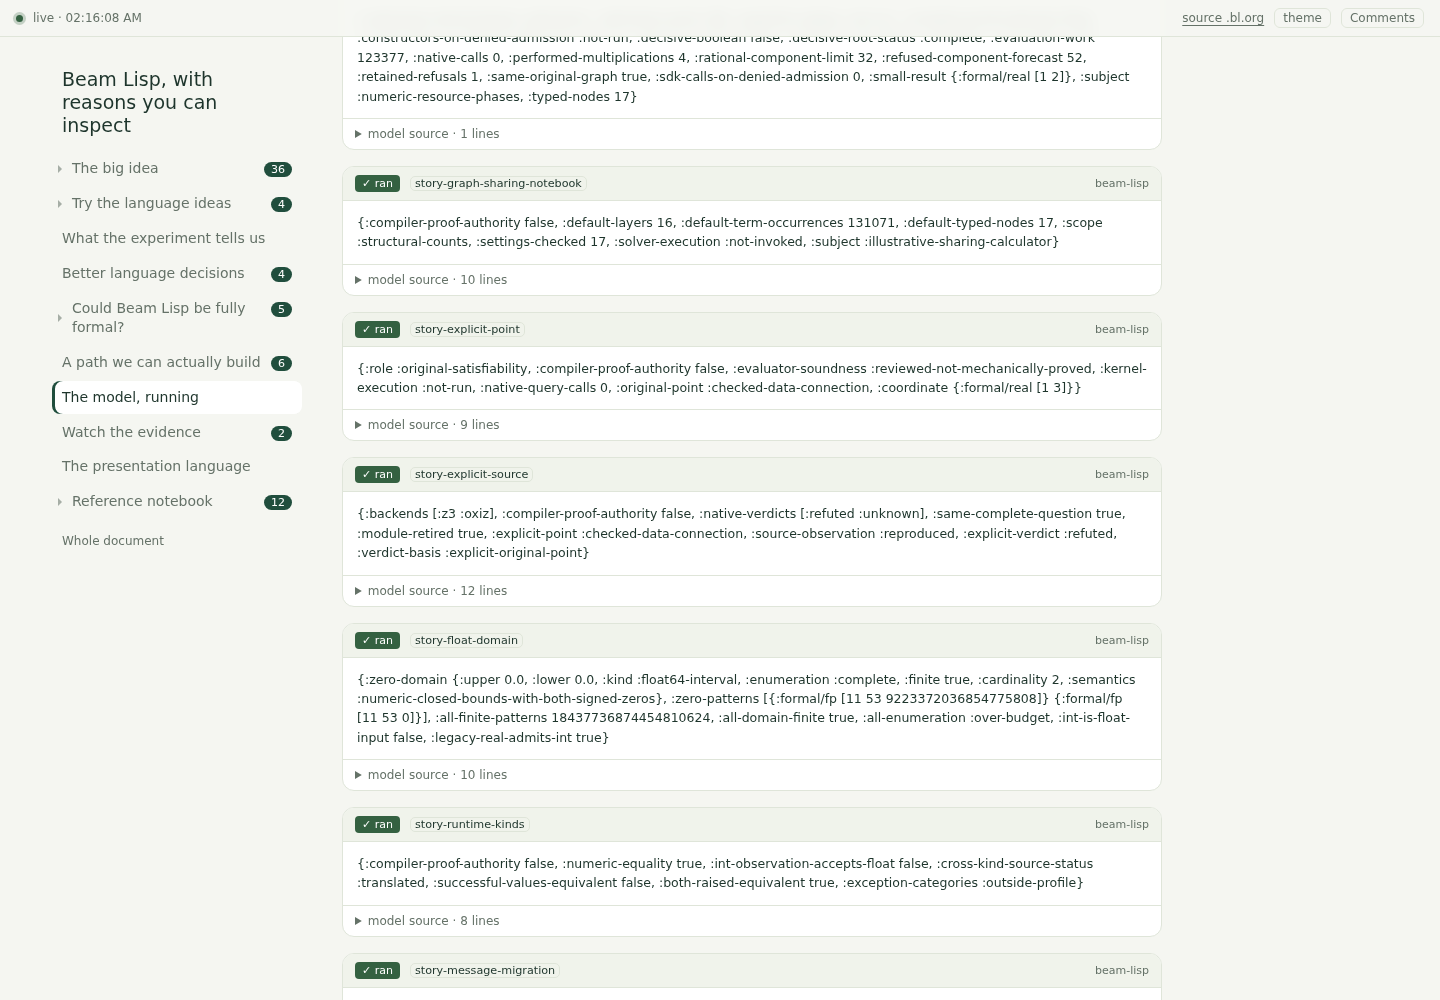 live · 02:16:08 AM
source .bl.org
theme
Comments
Beam Lisp, with
reasons you can
inspect
The big idea 36
Try the language ideas 4
What the experiment tells us
Better language decisions 4
Could Beam Lisp be fully 5
formal?
A path we can actually build 6
The model, running
Watch the evidence 2
The presentation language
Reference notebook 12
Whole document
:constructors-on-denied-admission :not-run, :decisive-boolean false, :decisive-root-status :complete, :evaluation-work
123377, :native-calls 0, :performed-multiplications 4, :rational-component-limit 32, :refused-component-forecast 52,
:retained-refusals 1, :same-original-graph true, :sdk-calls-on-denied-admission 0, :small-result {:formal/real [1 2]}, :subject
:numeric-resource-phases, :typed-nodes 17}
model source · 1 lines
✓ ran story-graph-sharing-notebook beam-lisp
{:compiler-proof-authority false, :default-layers 16, :default-term-occurrences 131071, :default-typed-nodes 17, :scope
:structural-counts, :settings-checked 17, :solver-execution :not-invoked, :subject :illustrative-sharing-calculator}
model source · 10 lines
✓ ran story-explicit-point beam-lisp
{:role :original-satisfiability, :compiler-proof-authority false, :evaluator-soundness :reviewed-not-mechanically-proved, :kernel-
execution :not-run, :native-query-calls 0, :original-point :checked-data-connection, :coordinate {:formal/real [1 3]}}
model source · 9 lines
✓ ran story-explicit-source beam-lisp
{:backends [:z3 :oxiz], :compiler-proof-authority false, :native-verdicts [:refuted :unknown], :same-complete-question true,
:module-retired true, :explicit-point :checked-data-connection, :source-observation :reproduced, :explicit-verdict :refuted,
:verdict-basis :explicit-original-point}
model source · 12 lines
✓ ran story-float-domain beam-lisp
{:zero-domain {:upper 0.0, :lower 0.0, :kind :float64-interval, :enumeration :complete, :finite true, :cardinality 2, :semantics
:numeric-closed-bounds-with-both-signed-zeros}, :zero-patterns [{:formal/fp [11 53 9223372036854775808]} {:formal/fp
[11 53 0]}], :all-finite-patterns 18437736874454810624, :all-domain-finite true, :all-enumeration :over-budget, :int-is-float-
input false, :legacy-real-admits-int true}
model source · 10 lines
✓ ran story-runtime-kinds beam-lisp
{:compiler-proof-authority false, :numeric-equality true, :int-observation-accepts-float false, :cross-kind-source-status
:translated, :successful-values-equivalent false, :both-raised-equivalent true, :exception-categories :outside-profile}
model source · 8 lines
✓ ran story-message-migration beam-lisp